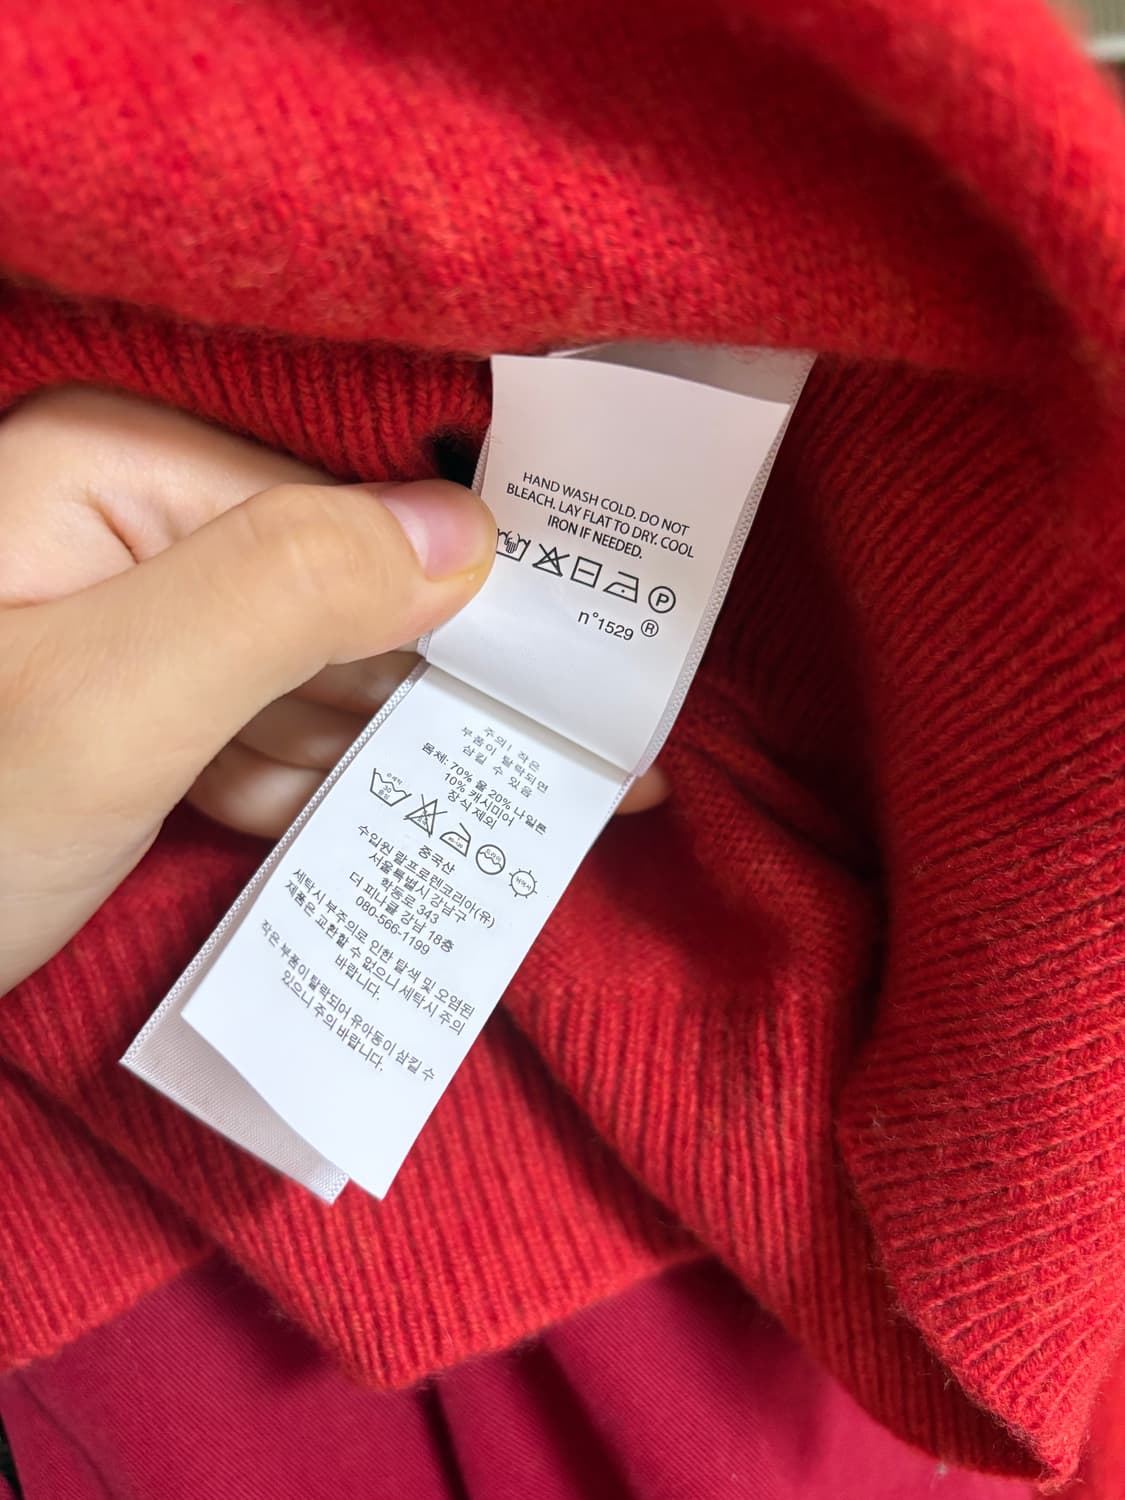 HAND WASH COLD. DO NOT
BLEACH. LAY FLAT TO DRY. COOL
IRON IF NEEDED.
P
n°1529 ®
주의! 작은
부품이 탈락되면
삼킬 수 있음
몸체: 70% 울 20% 나일론
10% 캐시미어
장식제외
중국산
수입원 랄프로렌코리아(유)
서울특별시 강남구
학동로 343
더 피나클 강남 18층
080-566-1199
세탁시 부주의로 인한 탈색 및 오염된
제품은 교환할 수 없으니 세탁시 주의
바랍니다.
작은 부품이 탈락되어 유아동이 삼킬 수
있으니 주의 바랍니다.